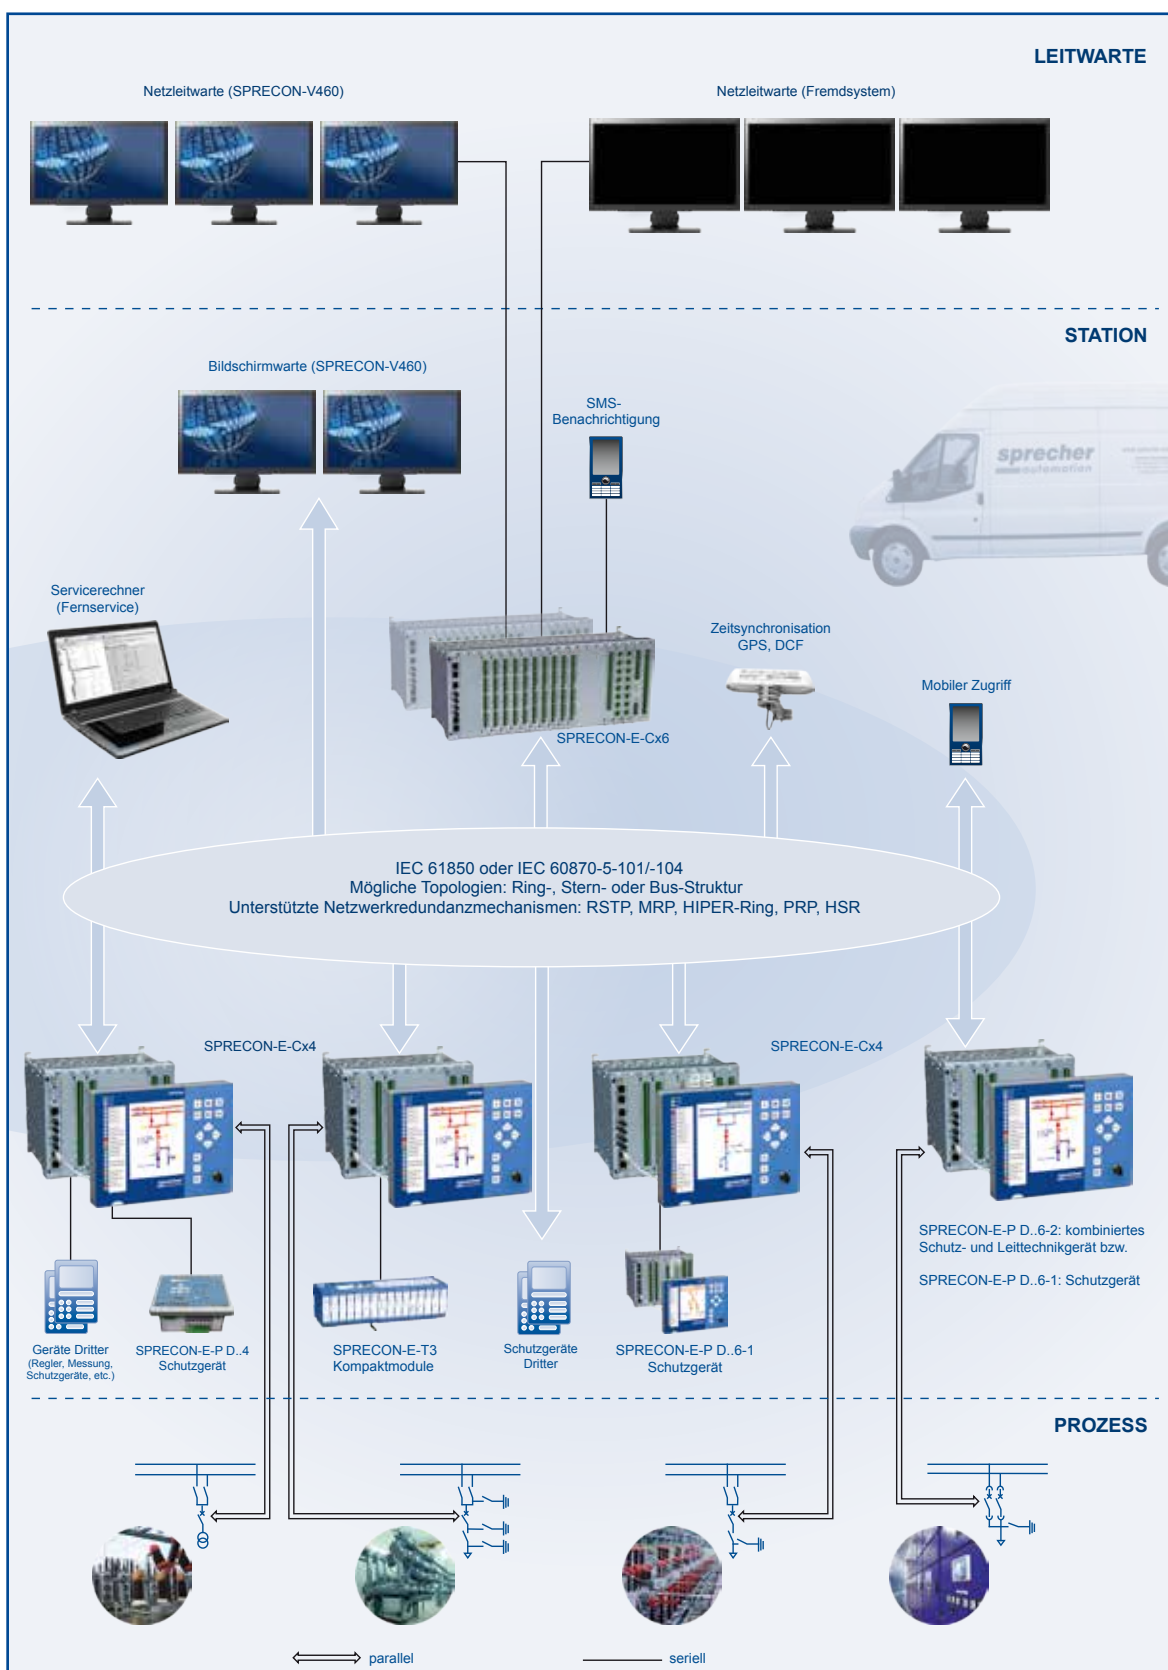 LEITWARTE
Netzleitwarte (SPRECON-V460)
Netzleitwarte (Fremdsystem)
STATION
Bildschirmwarte (SPRECON-V460)
SMS-
Benachrichtigung
sprecher
automation
Servicerechner
(Fernservice)
Zeitsynchronisation
GPS, DCF
Mobiler Zugriff
SPRECON-E-Cx6
IEC 61850 oder IEC 60870-5-101/-104
Mögliche Topologien: Ring-, Stern- oder Bus-Struktur
Unterstützte Netzwerkredundanzmechanismen: RSTP, MRP, HIPER-Ring, PRP, HSR
SPRECON-E-Cx4
SPRECON-E-Cx4
SPRECON-E-P D..6-2: kombiniertes
Schutz- und Leittechnikgerät bzw.
SPRECON-E-P D..6-1: Schutzgerät
Geräte Dritter
(Regler, Messung,
Schutzgeräte, etc.)
SPRECON-E-P D..4
Schutzgerät
SPRECON-E-T3
Kompaktmodule
Schutzgeräte
Dritter
SPRECON-E-P D..6-1
Schutzgerät
PROZESS
parallel
seriell